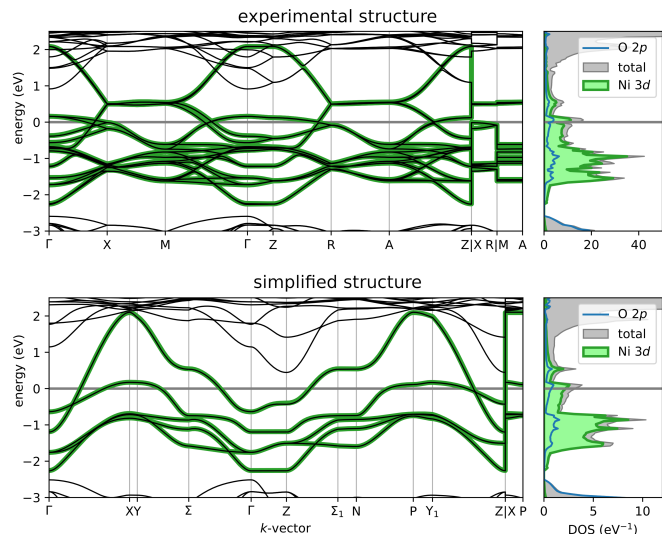 experimental structure
energy (eV)
2
1
0
−1
−2
−3
Γ X M Γ Z R A Z|X R|M A
O 2p
total
Ni 3d
0 20 40
simplified structure
energy (eV)
2
1
0
−1
−2
−3
Γ XY Σ Γ Z Σ₁ N P Y₁ Z|X P
k-vector
O 2p
total
Ni 3d
0 5 10
DOS (eV⁻¹)